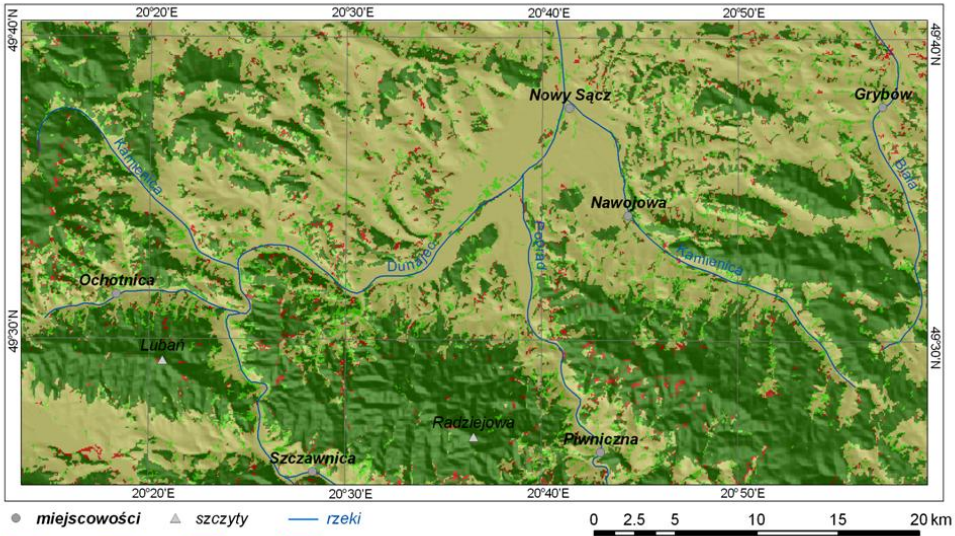 20°20'E 20°30'E 20°40'E 20°50'E
49°40'N 49°40'N
Nowy Sącz
Grybów
Kamienica
Biała
Nawojowa
Poprad
Dunajec
Kamienica
Ochotnica
49°30'N 49°30'N
Lubań
Radziejowa
Piwniczna
Szczawnica
20°20'E 20°30'E 20°40'E 20°50'E
miejscowości szczyty rzeki
0 2.5 5 10 15 20 km